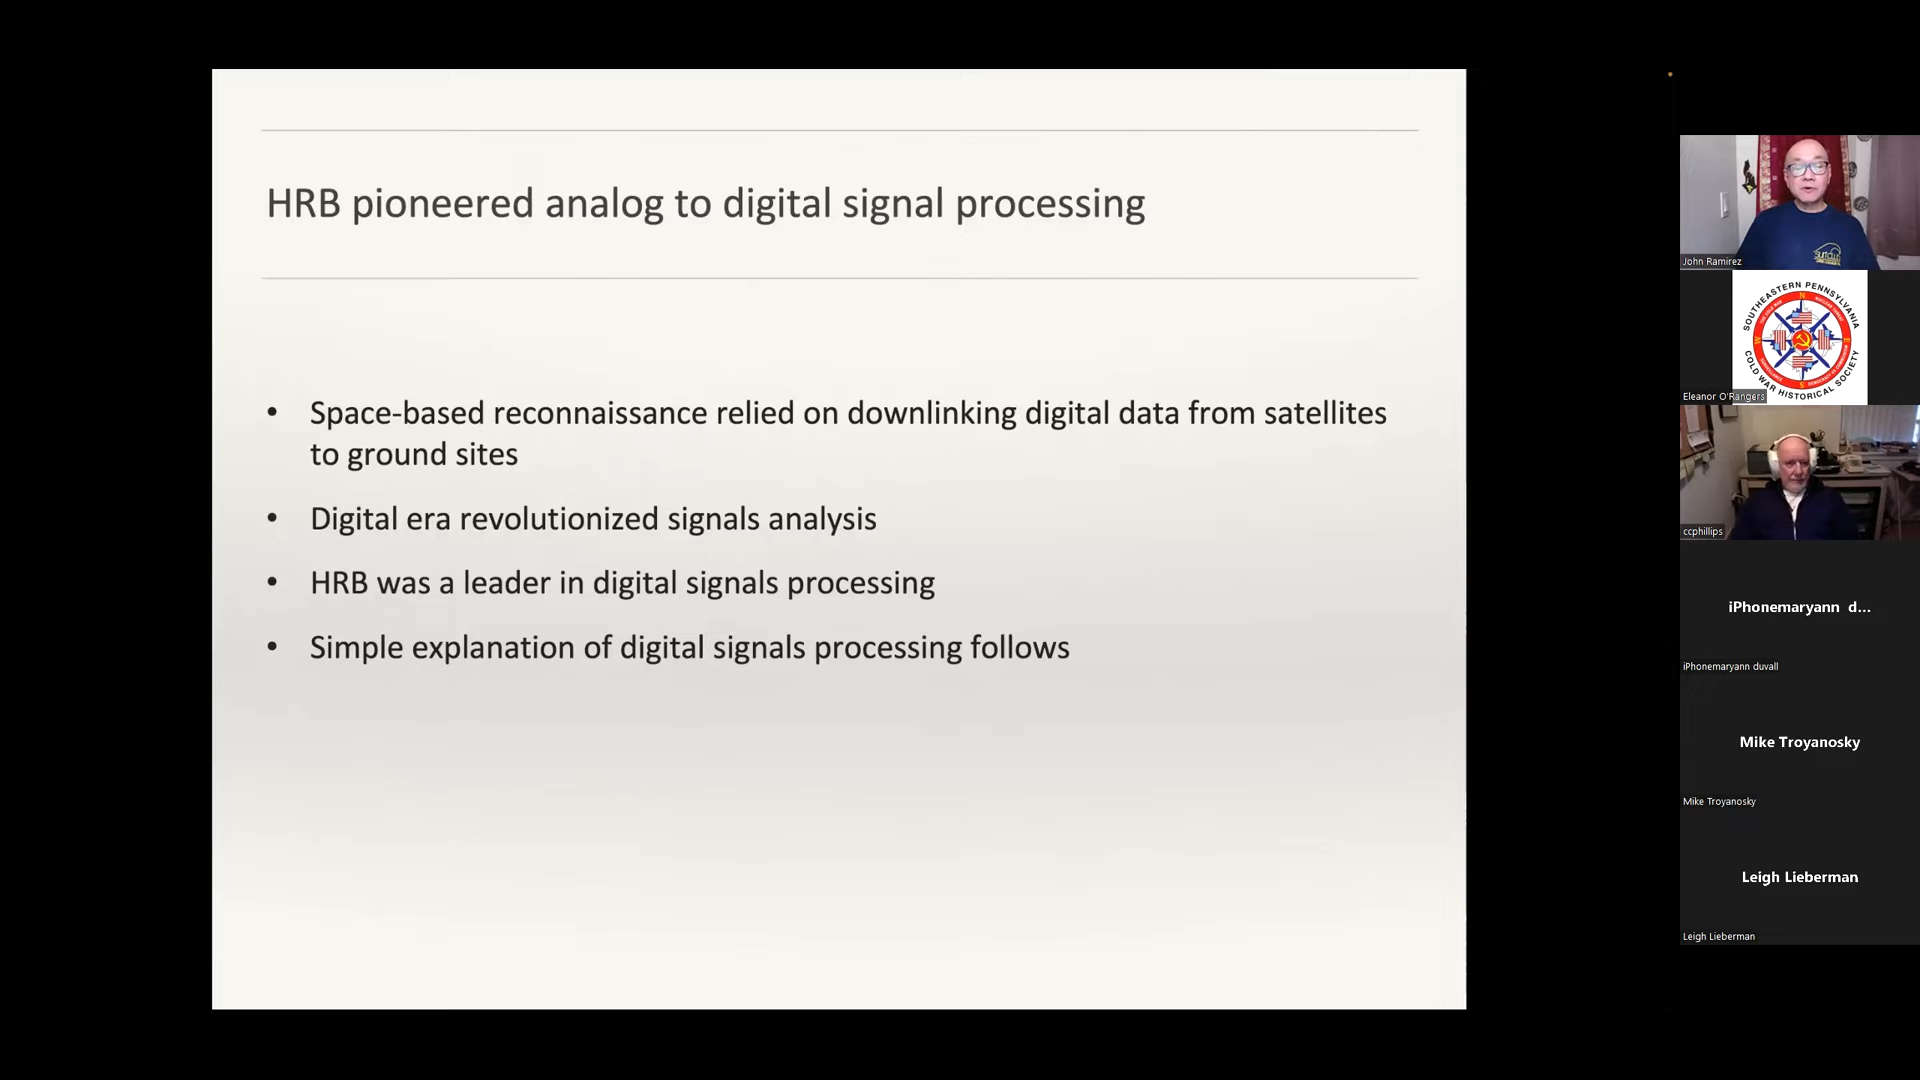 HRB pioneered analog to digital signal processing
• Space-based reconnaissance relied on downlinking digital data from satellites
to ground sites
• Digital era revolutionized signals analysis
• HRB was a leader in digital signals processing
• Simple explanation of digital signals processing follows
John Ramirez
SOUTHEASTERN PENNSYLVANIA
COLD WAR HISTORICAL SOCIETY
N
W
E
S
Eleanor O'Rangers
ccphillips
iPhonemaryann d...
iPhonemaryann duvall
Mike Troyanosky
Mike Troyanosky
Leigh Lieberman
Leigh Lieberman